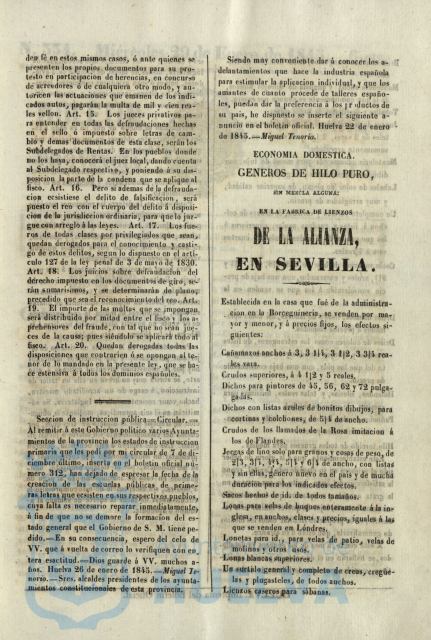 den fé en estos mismos casos, ó ante quienes se
presenten los propios documentos para su pro-
testo en participacion de herencias, en concurso
de acreedores ó de cualquiera otro modo, y au-
toricen las actuaciones que emanen de los indi-
cados autos, pagarán la multa de mil y cien rea-
les vellon. Art. 15. Los jueces privativos pa-
ra entender en todas las defraudaciones hechas
en el sello ó impuesto sobre letras de cam-
bio y demas documentos de esta clase, serán los
Subdelegados de Rentas. En los pueblos donde
no los haya, conocerá el juez local, dando cuenta
al Subdelegado respective, y poniendo á su dis-
posicion la parte de la condena que se aplique al
fisco. Art. 16. Pero si ademas de la defrauda-
cion ecsistiese el delito de falsificacion, será
puesto el reo con el cuerpo del delito á disposi-
cion de la jurisdiccion ordinaria, para que lo juz-
gue con arreglo á las leyes. Art. 17. Los fue-
ros de todas clases por privilegiados que sean,
quedan derogados para el conocimiento y casti-
go de estos delitos, segun lo dispuesto en el artí-
culo 127 de la ley penal de 3 de mayo de 1830.
Art. 18. Los juicios sobre defraudacion del
derecho impuesto en los documentos de giro, se-
rán sumarísimos, y se determinarán de plano,
precedido que sea el reconocimiento del reo. Art.
19. El importe de las multas que se impongan,
será distribuido por mitad entre el fisco y los a-
prehensores del fraude, con tal que no sean jue-
ces de la causa; pues siéndolo se aplicará todo al
fisco. Art. 20. Quedan derogadas todas las
disposiciones que contrarien ó se opongan al te-
nor de lo mandado en la presente ley, que se ha-
ce estensiva á todos los dominios españoles.
Seccion de instruccion pública.—Circular.—
Al remitir á este Gobierno político varios Ayunta-
mientos de la provincia los estados de instruccion
primaria que les pedí por mi circular de 7 de di-
ciembre último, inserta en el boletin oficial nú-
mero 312, han dejado de espresar la fecha de la
creacion de las escuelas públicas de prime-
ras letras que ecsisten en sus respectivos pueblos,
cuya falta es necesario reparar inmediatamente,
á fin de que no se demore la formacion del es-
tado general que el Gobierno de S. M. tiene pe-
dido.—En su consecuencia, espero del celo de
VV. que á vuelta de correo lo verifiquen con en-
tera esactitud.—Dios guarde á VV. muchos a-
ños. Huelva 26 de enero de 1845.—Miguel Te-
norio.—Sres. alcaldes presidentes de los ayunta-
mientos constitucionales de esta provincia.
Siendo muy conveniente dar á conocer los a-
delantamientos que hace la industria española
para estimular la aplicacion individual, y que los
amantes de cuanto procede de talleres españo-
les, puedan dar la preferencia á los productos de
su pais, he dispuesto se inserte el siguiente a-
nuncio en el boletin oficial. Huelva 22 de enero
de 1845.—Miguel Tenorio.
ECONOMIA DOMESTICA.
GENEROS DE HILO PURO,
SIN MEZCLA ALGUNA:
EN LA FABRICA DE LIENZOS
DE LA ALIANZA,
EN SEVILLA.
Establecida en la casa que fué de la administra-
cion en la Borceguinería, se venden por ma-
yor y menor, y á precios fijos, los efectos si-
guientes:
Cañamazos anchos á 3, 3 1/4, 3 1/2, 3 3/4 rea-
les vara.
Crudos superiores, á 4 1/2 y 5 reales.
Dichos para pintores de 45, 56, 62 y 72 pulga-
gadas.
Dichos con listas azules de bonitos dibujos, para
cortinas y colchones, de 5/4 de ancho.
Crudos de los llamados de la Rosa imitacion á
los de Flandes.
Jergas de lino solo para granos y cosas de peso, de
2/3, 3/4, 4/4, 5/4 y 6/4 de ancho, con listas
y sin ellas, género nuevo en el pais y de mucha
duracion para los indicados efectos.
Sacos hechos de id. de todos tamaños.
Lonas para velas de buques enteramente á la in-
glesa, en anchos, clases y precios, iguales á las
que se venden en Lóndres.
Lonetas para id., para velas de patio, velas de
molinos y otros usos.
Lonas blancas superiores.
Un surtido general y completo de creas, cregüe-
las y plugasteles, de todos anchos.
Lienzos caseros para sábanas.
HUELVA